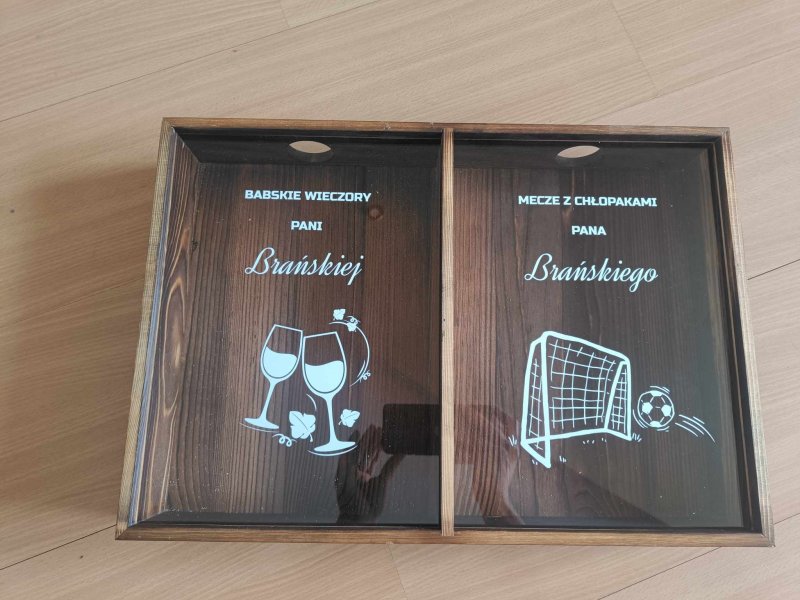 BABSKIE WIECZORY
PANI
Brańskiej
MECZE Z CHŁOPAKAMI
PANA
Brańskiego